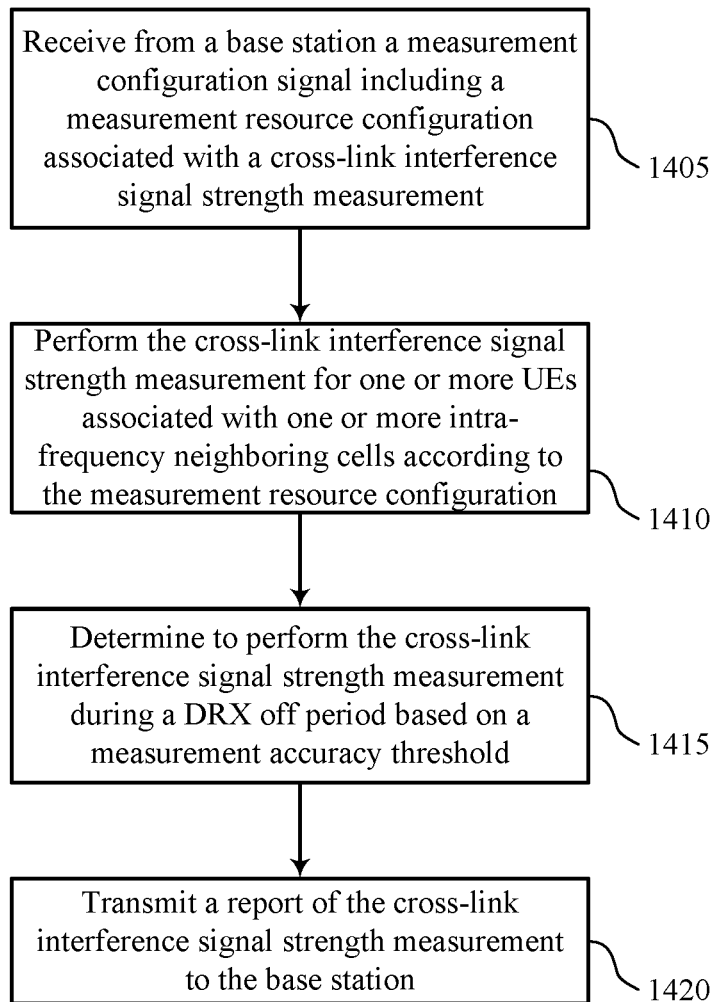 Receive from a base station a measurement
configuration signal including a
measurement resource configuration
associated with a cross-link interference
signal strength measurement
1405
Perform the cross-link interference signal
strength measurement for one or more UEs
associated with one or more intra-
frequency neighboring cells according to
the measurement resource configuration
1410
Determine to perform the cross-link
interference signal strength measurement
during a DRX off period based on a
measurement accuracy threshold
1415
Transmit a report of the cross-link
interference signal strength measurement
to the base station
1420